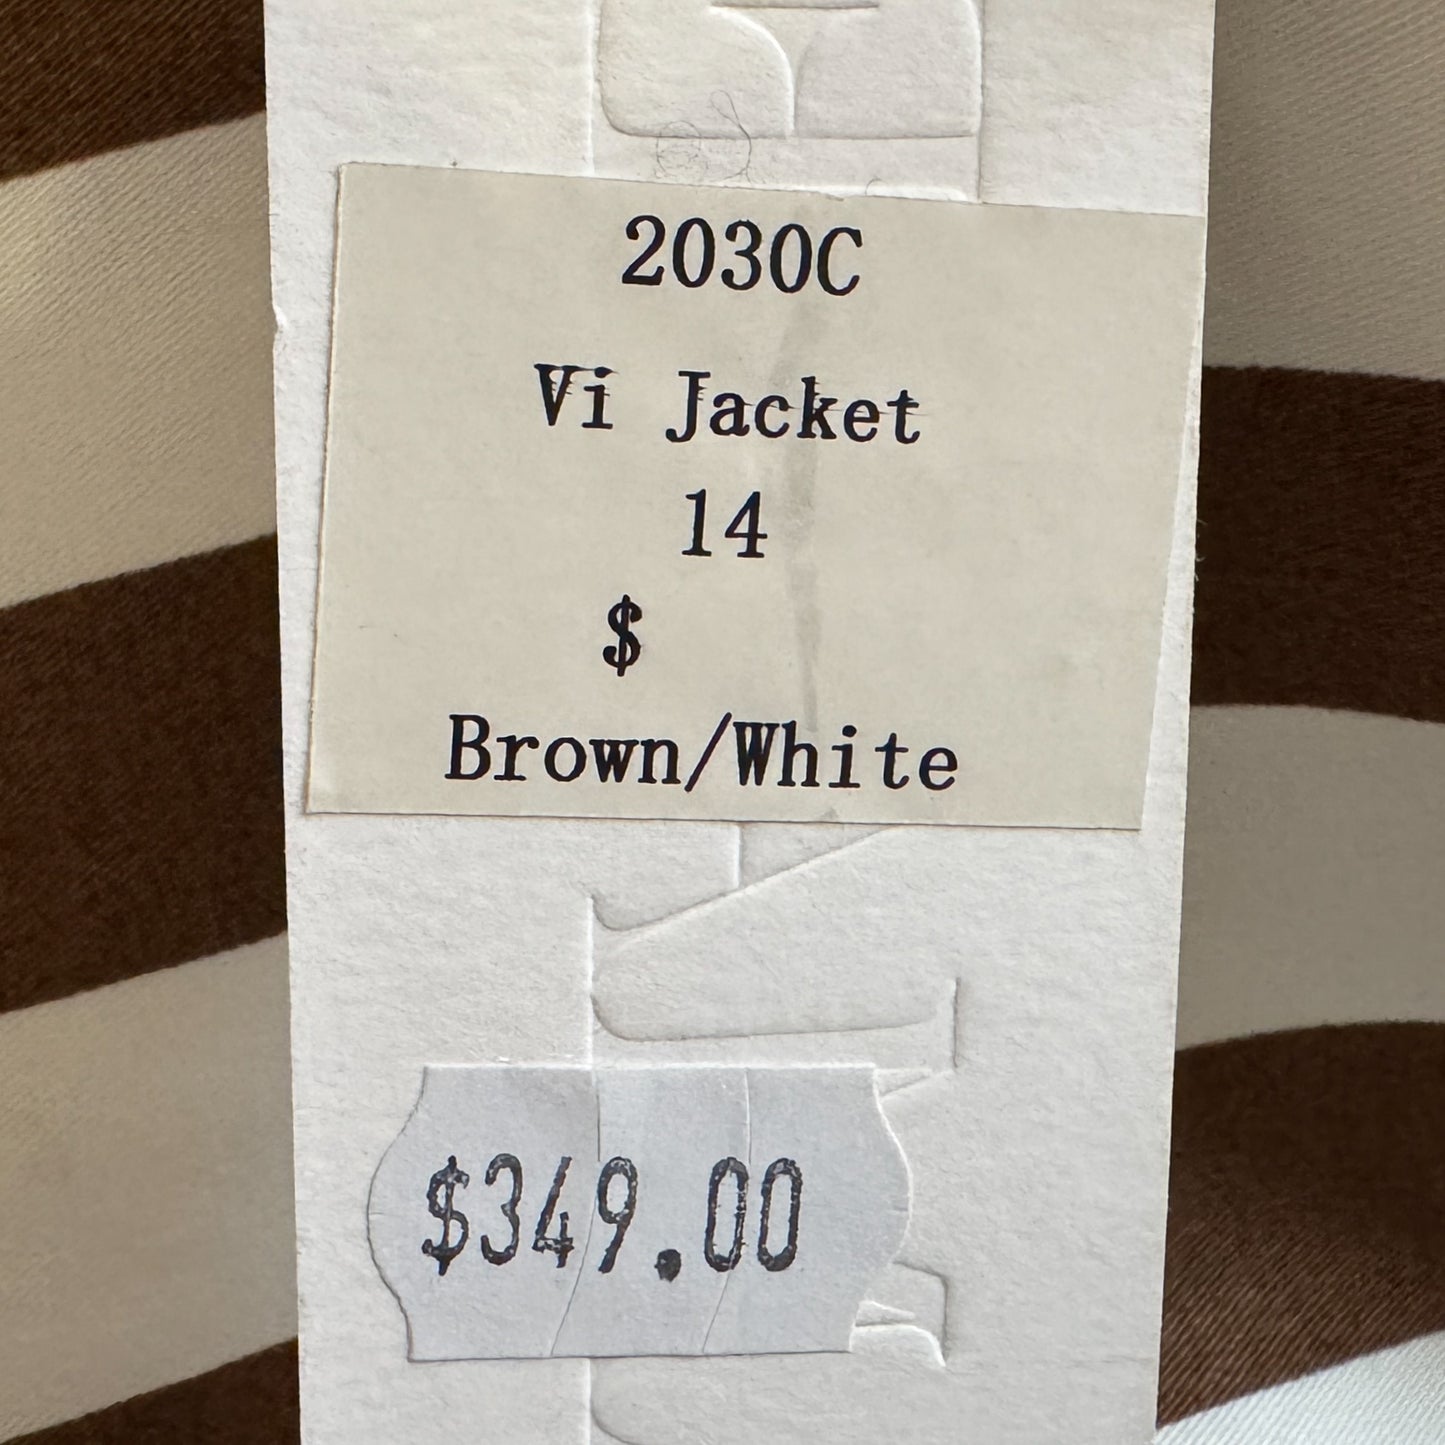 2030C
Vi Jacket
14
$
Brown/White
$349.00